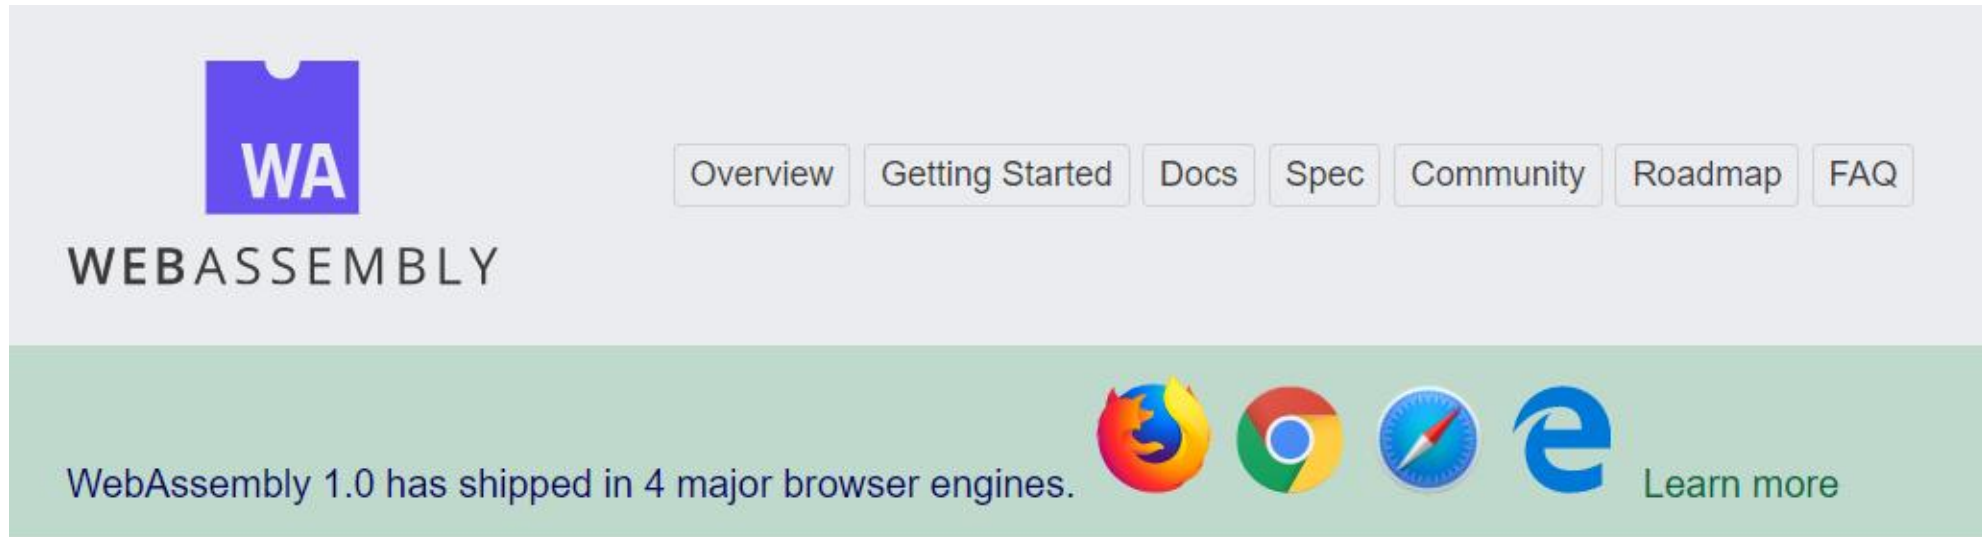 WA
WEBASSEMBLY
Overview Getting Started Docs Spec Community Roadmap FAQ
WebAssembly 1.0 has shipped in 4 major browser engines. Learn more